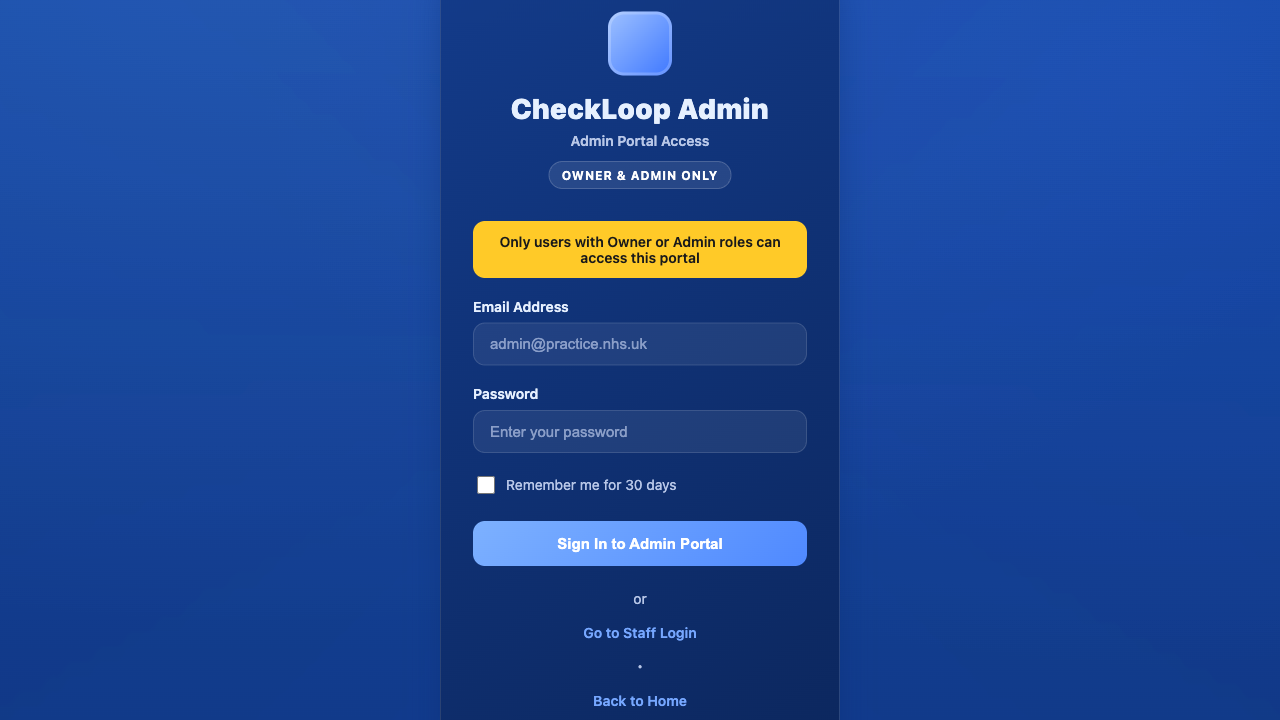 CheckLoop Admin
Admin Portal Access
OWNER & ADMIN ONLY
Only users with Owner or Admin roles can
access this portal
Email Address
admin@practice.nhs.uk
Password
Enter your password
Remember me for 30 days
Sign In to Admin Portal
or
Go to Staff Login
•
Back to Home